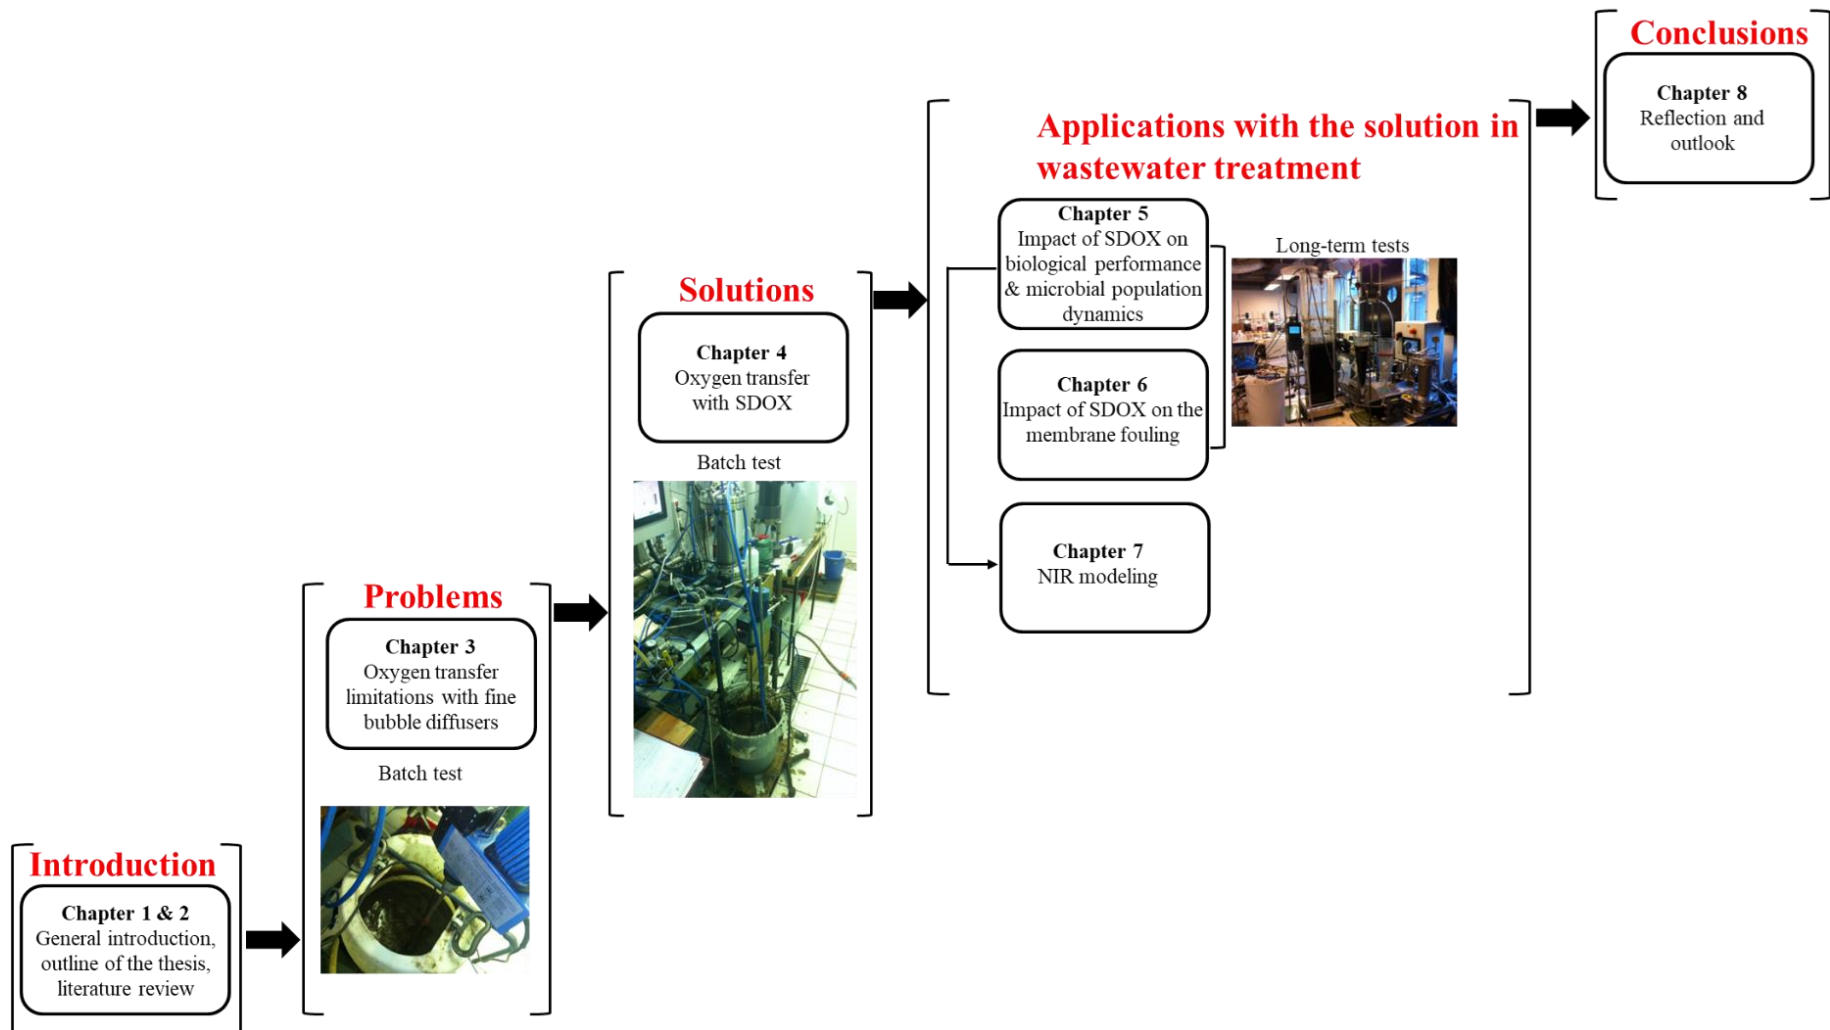 Introduction
Chapter 1 & 2
General introduction,
outline of the thesis,
literature review
Problems
Chapter 3
Oxygen transfer
limitations with fine
bubble diffusers
Batch test
Solutions
Chapter 4
Oxygen transfer
with SDOX
Batch test
Applications with the solution in
wastewater treatment
Chapter 5
Impact of SDOX on
biological performance
& microbial population
dynamics
Long-term tests
Chapter 6
Impact of SDOX on the
membrane fouling
Chapter 7
NIR modeling
Conclusions
Chapter 8
Reflection and
outlook